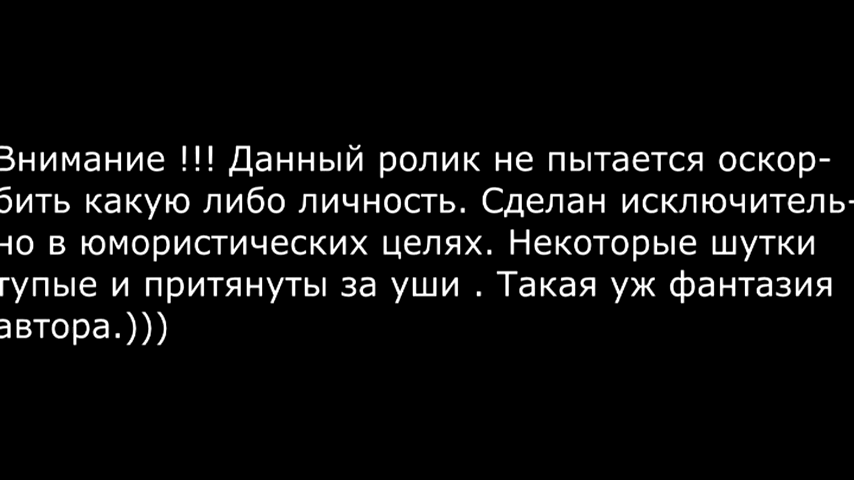 Внимание !!! Данный ролик не пытается оскор-
бить какую либо личность. Сделан исключитель-
но в юмористических целях. Некоторые шутки
тупые и притянуты за уши . Такая уж фантазия
автора.)))